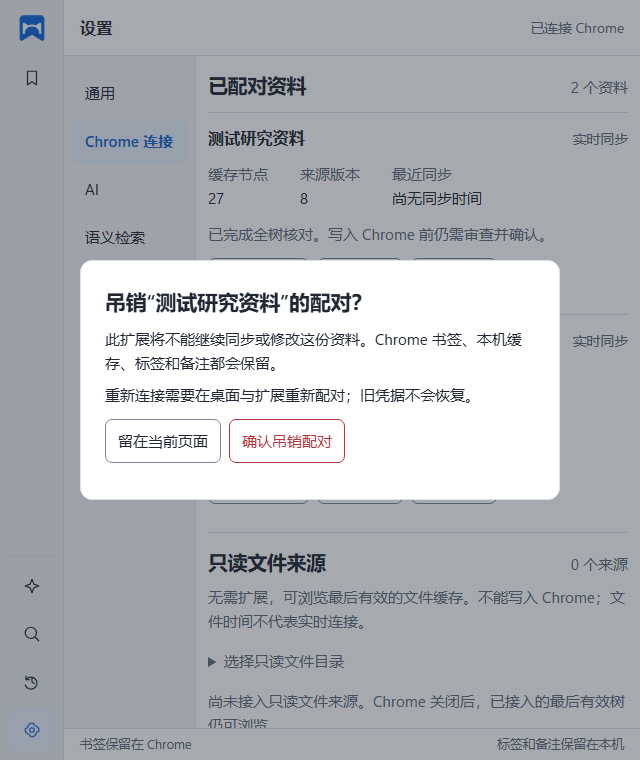 设置
已连接 Chrome
通用
Chrome 连接
AI
语义检索
已配对资料
2 个资料
测试研究资料
实时同步
缓存节点
来源版本
最近同步
27
8
尚无同步时间
已完成全树核对。写入 Chrome 前仍需审查并确认。
吊销“测试研究资料”的配对?
此扩展将不能继续同步或修改这份资料。Chrome 书签、本机缓
存、标签和备注都会保留。
重新连接需要在桌面与扩展重新配对；旧凭据不会恢复。
留在当前页面
确认吊销配对
实时同步
只读文件来源
0 个来源
无需扩展，可浏览最后有效的文件缓存。不能写入 Chrome；文
件时间不代表实时连接。
选择只读文件目录
尚未接入只读文件来源。Chrome 关闭后，已接入的最后有效树
仍可浏览
书签保留在 Chrome
标签和备注保留在本机